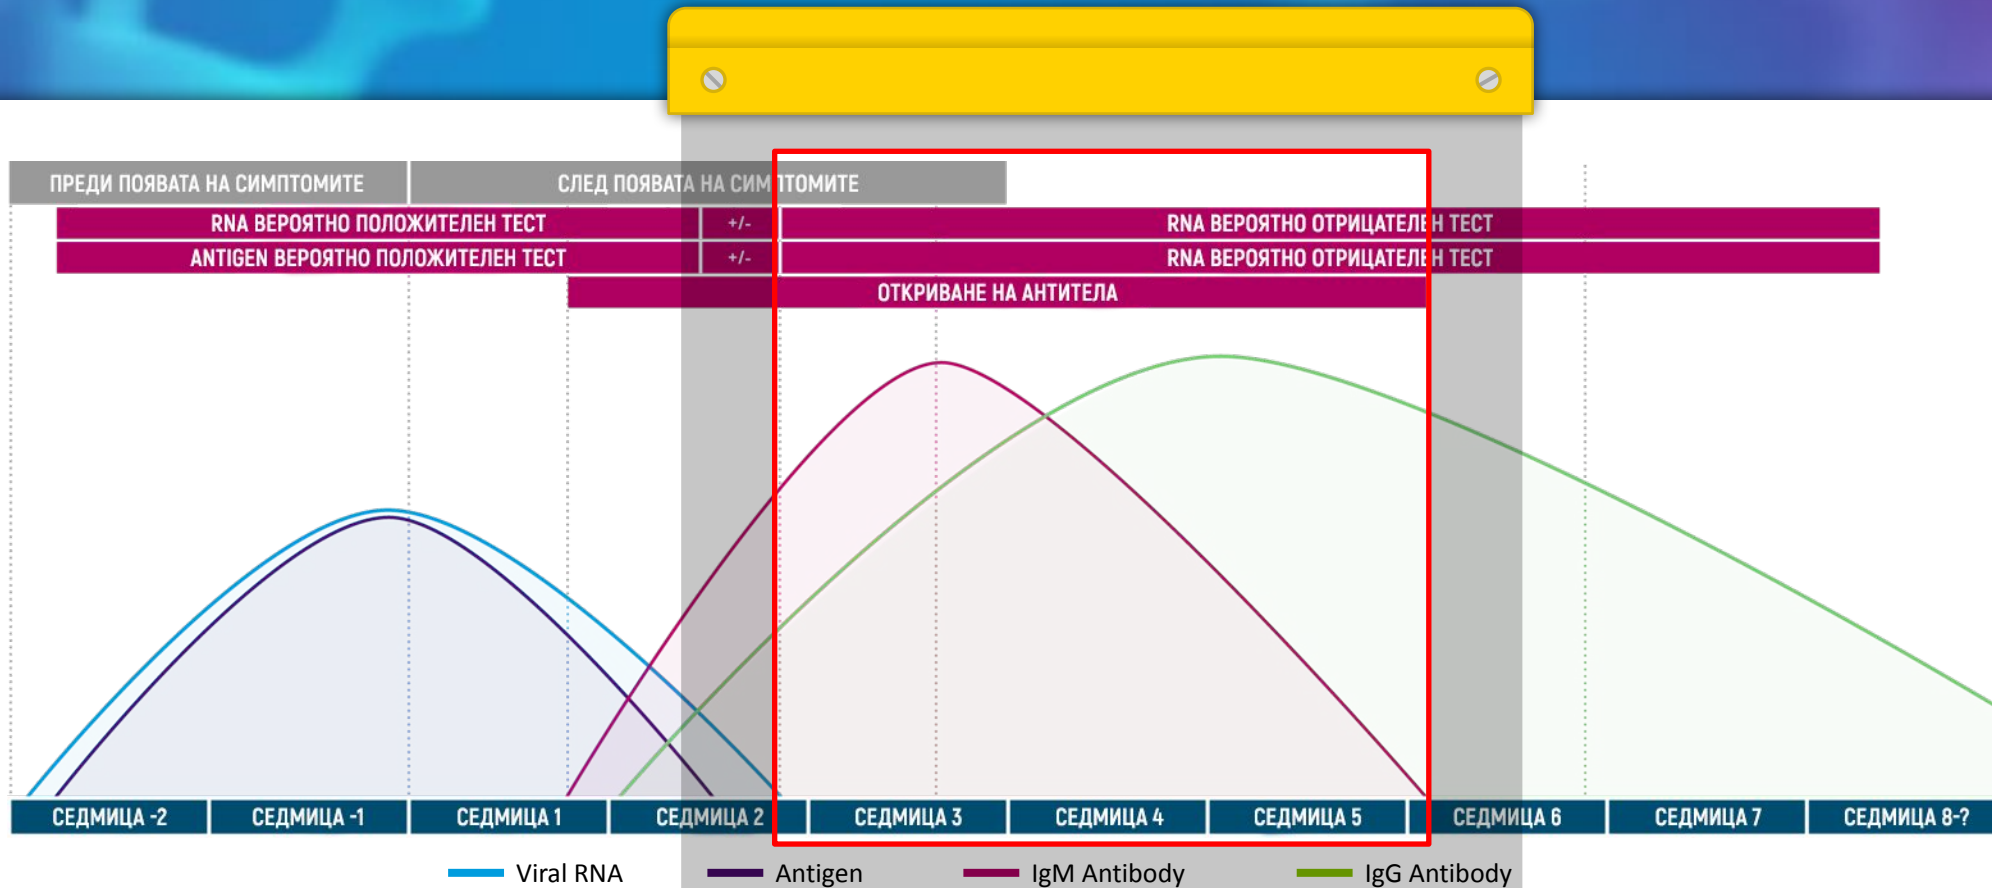 ПРЕДИ ПОЯВАТА НА СИМПТОМИТЕ СЛЕД ПОЯВАТА НА СИМПТОМИТЕ
RNA ВЕРОЯТНО ПОЛОЖИТЕЛЕН ТЕСТ +/- RNA ВЕРОЯТНО ОТРИЦАТЕЛЕН ТЕСТ
ANTIGEN ВЕРОЯТНО ПОЛОЖИТЕЛЕН ТЕСТ +/- RNA ВЕРОЯТНО ОТРИЦАТЕЛЕН ТЕСТ
ОТКРИВАНЕ НА АНТИТЕЛА
СЕДМИЦА -2 СЕДМИЦА -1 СЕДМИЦА 1 СЕДМИЦА 2 СЕДМИЦА 3 СЕДМИЦА 4 СЕДМИЦА 5 СЕДМИЦА 6 СЕДМИЦА 7 СЕДМИЦА 8-?
Viral RNA Antigen IgM Antibody IgG Antibody